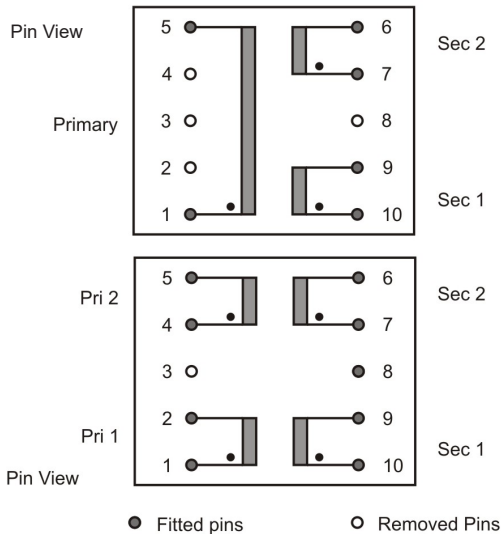 Pin View
5
6
Sec 2
4
7
Primary
3
8
2
9
1
10
Sec 1
5
6
Pri 2
Sec 2
4
7
3
8
2
9
Pri 1
Sec 1
1
10
Pin View
Fitted pins
Removed Pins